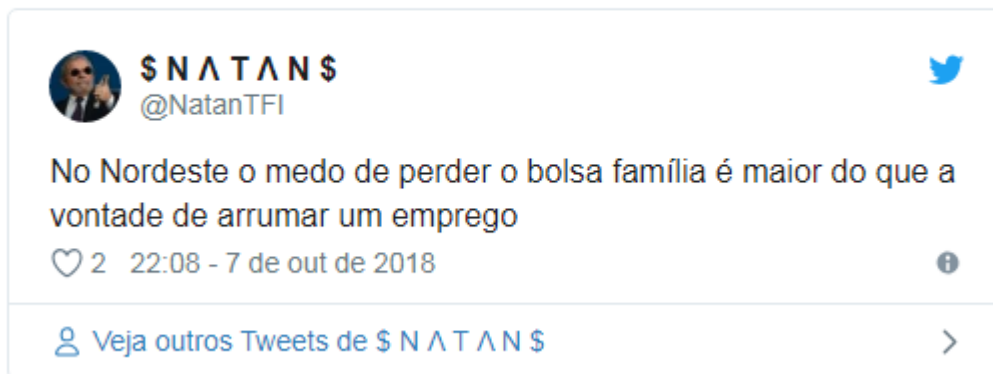 $ N Λ T Λ N $
@NatanTFI
No Nordeste o medo de perder o bolsa família é maior do que a
vontade de arrumar um emprego
2 22:08 - 7 de out de 2018
Veja outros Tweets de $ N Λ T Λ N $